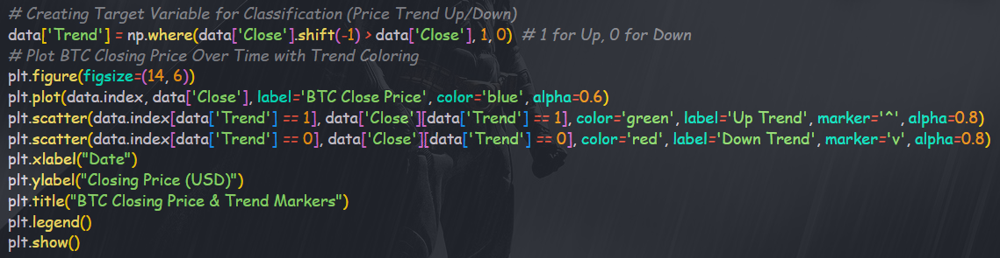 # Creating Target Variable for Classification (Price Trend Up/Down)
data['Trend'] = np.where(data['Close'].shift(-1) > data['Close'], 1, 0)  # 1 for Up, 0 for Down
# Plot BTC Closing Price Over Time with Trend Coloring
plt.figure(figsize=(14, 6))
plt.plot(data.index, data['Close'], label='BTC Close Price', color='blue', alpha=0.6)
plt.scatter(data.index[data['Trend'] == 1], data['Close'][data['Trend'] == 1], color='green', label='Up Trend', marker='^', alpha=0.8)
plt.scatter(data.index[data['Trend'] == 0], data['Close'][data['Trend'] == 0], color='red', label='Down Trend', marker='v', alpha=0.8)
plt.xlabel("Date")
plt.ylabel("Closing Price (USD)")
plt.title("BTC Closing Price & Trend Markers")
plt.legend()
plt.show()